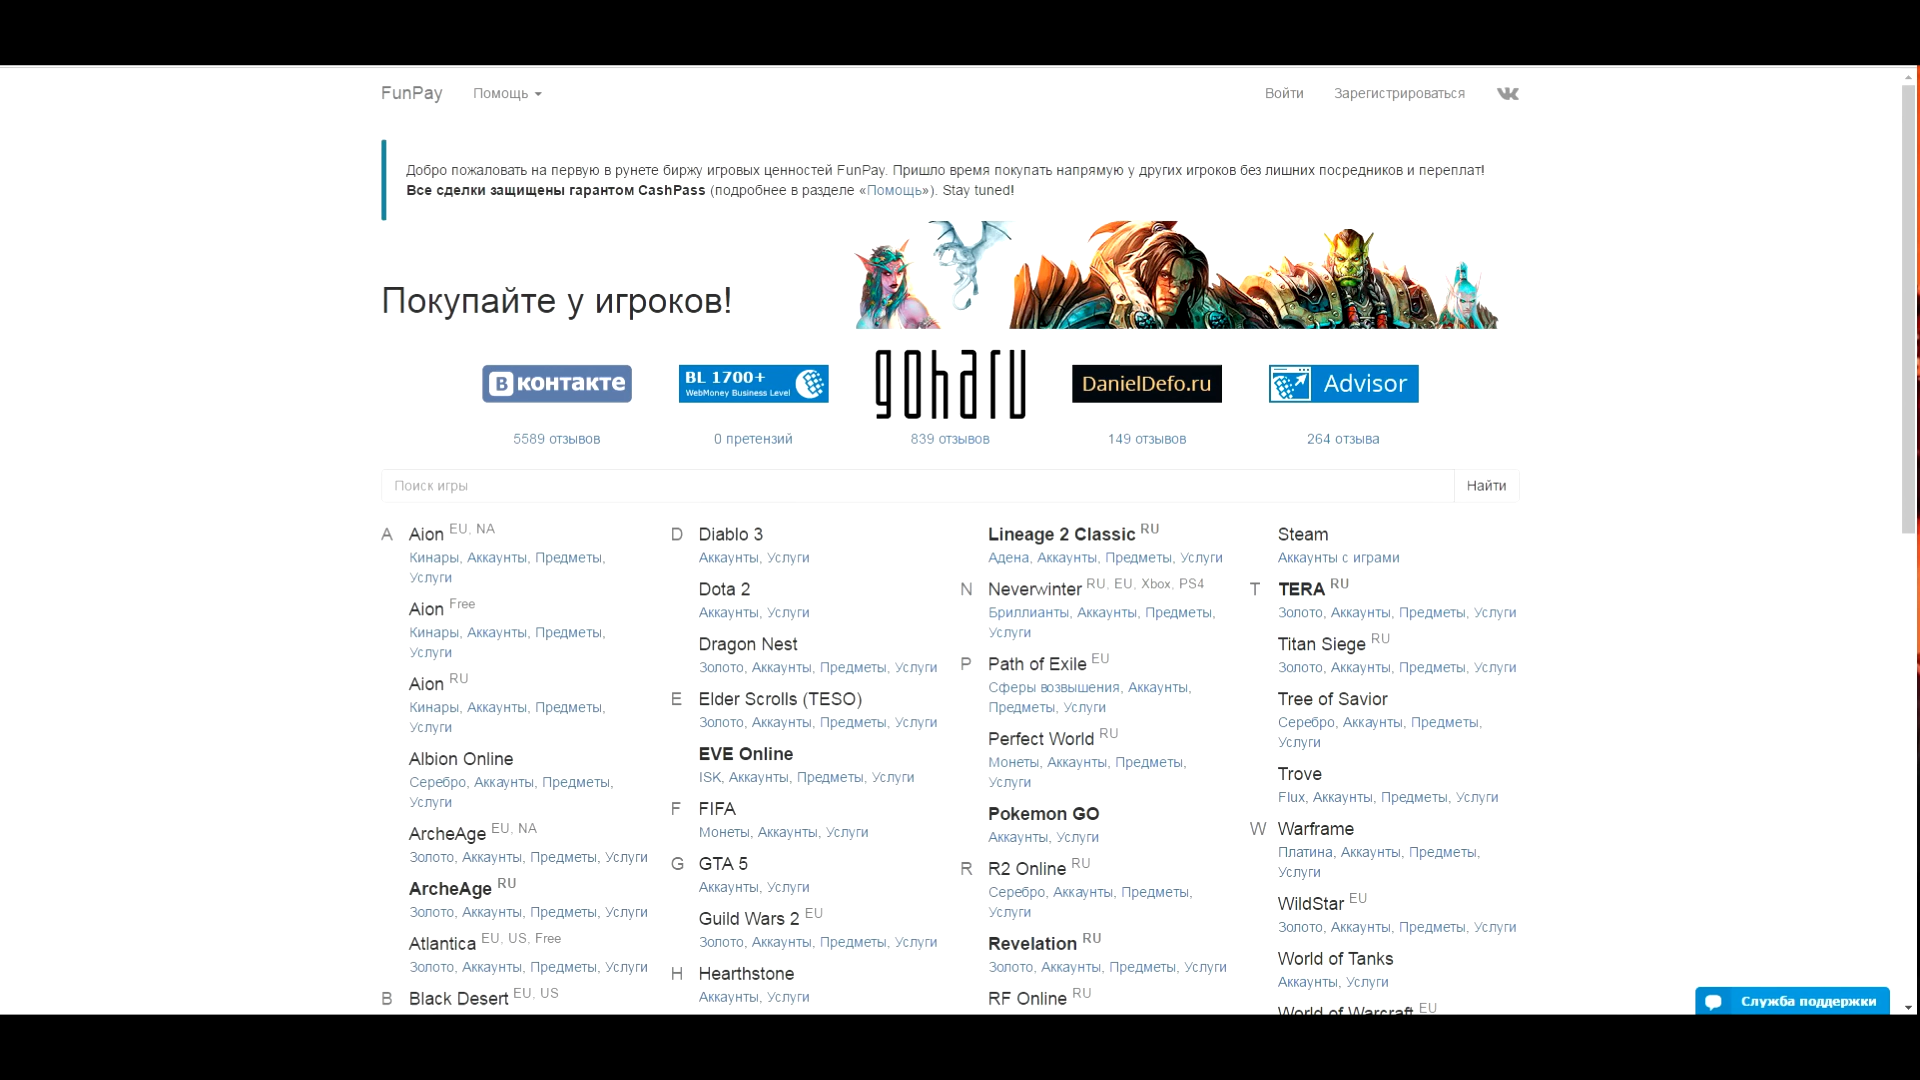 FunPay Помощь Войти Зарегистрироваться
Добро пожаловать на первую в рунете биржу игровых ценностей FunPay. Пришло время покупать напрямую у других игроков без лишних посредников и переплат!
Все сделки защищены гарантом CashPass (подробнее в разделе «Помощь»). Stay tuned!
Покупайте у игроков!
В контакте
BL 1700+
WebMoney Business Level
goharu
DanielDefo.ru
Advisor
5589 отзывов
0 претензий
839 отзывов
149 отзывов
264 отзыва
Поиск игры Найти
A Aion EU, NA
Кинары, Аккаунты, Предметы,
Услуги
Aion Free
Кинары, Аккаунты, Предметы,
Услуги
Aion RU
Кинары, Аккаунты, Предметы,
Услуги
Albion Online
Серебро, Аккаунты, Предметы,
Услуги
ArcheAge EU, NA
Золото, Аккаунты, Предметы, Услуги
ArcheAge RU
Золото, Аккаунты, Предметы, Услуги
Atlantica EU, US, Free
Золото, Аккаунты, Предметы, Услуги
B Black Desert EU, US
D Diablo 3
Аккаунты, Услуги
Dota 2
Аккаунты, Услуги
Dragon Nest
Золото, Аккаунты, Предметы, Услуги
E Elder Scrolls (TESO)
Золото, Аккаунты, Предметы, Услуги
EVE Online
ISK, Аккаунты, Предметы, Услуги
F FIFA
Монеты, Аккаунты, Услуги
G GTA 5
Аккаунты, Услуги
Guild Wars 2 EU
Золото, Аккаунты, Предметы, Услуги
H Hearthstone
Аккаунты, Услуги
Lineage 2 Classic RU
Адена, Аккаунты, Предметы, Услуги
N Neverwinter RU, EU, Xbox, PS4
Бриллианты, Аккаунты, Предметы,
Услуги
P Path of Exile EU
Сферы возвышения, Аккаунты,
Предметы, Услуги
Perfect World RU
Монеты, Аккаунты, Предметы,
Услуги
Pokemon GO
Аккаунты, Услуги
R R2 Online RU
Серебро, Аккаунты, Предметы,
Услуги
Revelation RU
Золото, Аккаунты, Предметы, Услуги
RF Online RU
Steam
Аккаунты с играми
T TERA RU
Золото, Аккаунты, Предметы, Услуги
Titan Siege RU
Золото, Аккаунты, Предметы, Услуги
Tree of Savior
Серебро, Аккаунты, Предметы,
Услуги
Trove
Flux, Аккаунты, Предметы, Услуги
W Warframe
Платина, Аккаунты, Предметы,
Услуги
WildStar EU
Золото, Аккаунты, Предметы, Услуги
World of Tanks
Аккаунты, Услуги
World of Warcraft EU
Служба поддержки